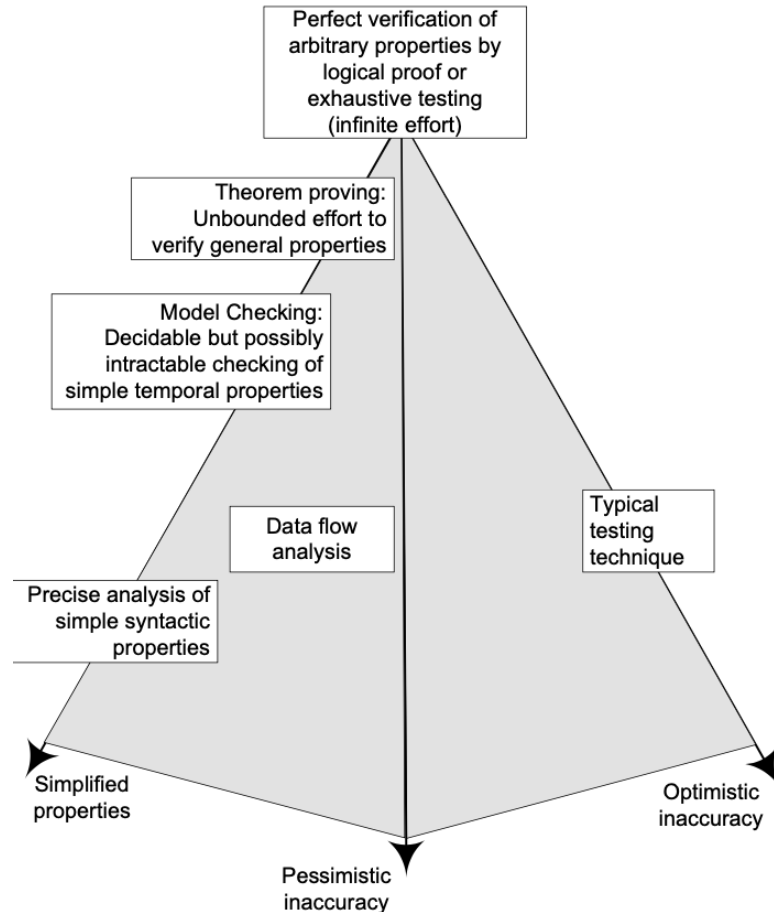 Perfect verification of
arbitrary properties by
logical proof or
exhaustive testing
(infinite effort)
Theorem proving:
Unbounded effort to
verify general properties
Model Checking:
Decidable but possibly
intractable checking of
simple temporal properties
Data flow
analysis
Typical
testing
technique
Precise analysis of
simple syntactic
properties
Simplified
properties
Optimistic
inaccuracy
Pessimistic
inaccuracy